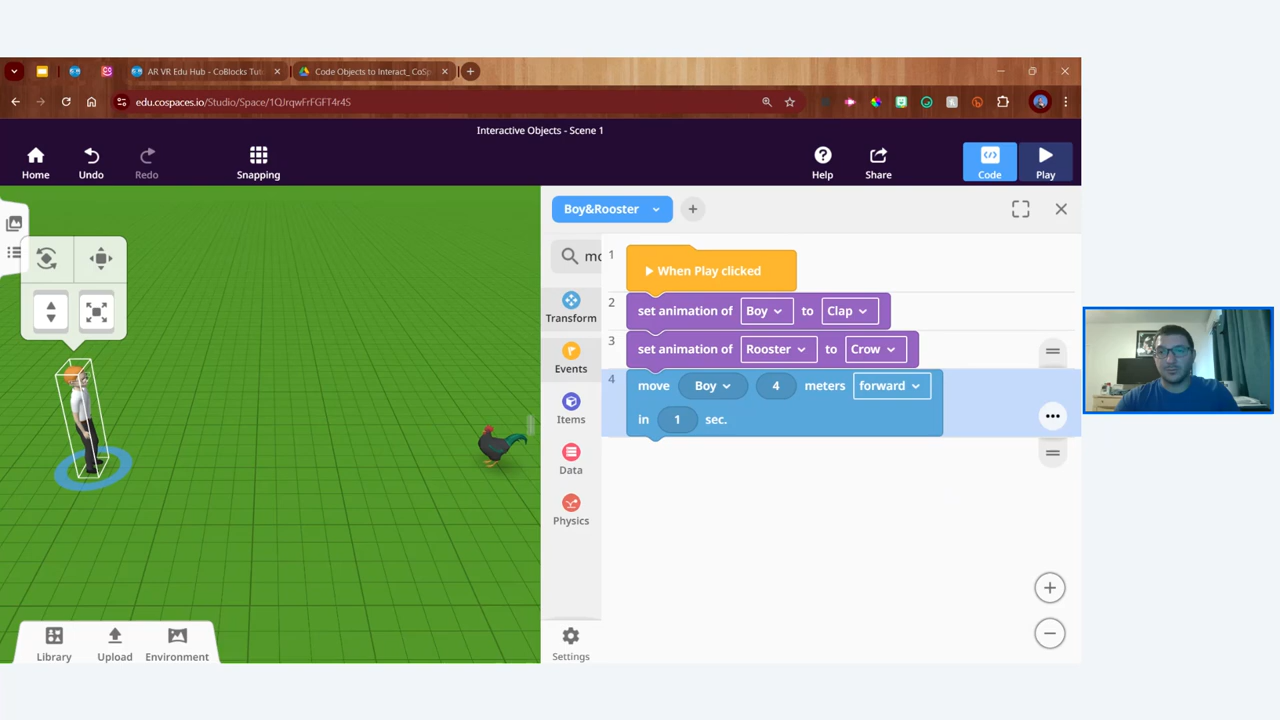 AR VR Edu Hub - CoBlocks Tut
Code Objects to Interact_ CoSp
edu.cospaces.io/Studio/Space/1QJrqwFrFGFT4r4S
Interactive Objects - Scene 1
Home
Undo
Redo
Snapping
Help
Share
Code
Play
Boy&Rooster
mo
1
When Play clicked
2
set animation of Boy to Clap
3
set animation of Rooster to Crow
4
move Boy 4 meters forward
in 1 sec.
Transform
Events
Items
Data
Physics
Settings
Library
Upload
Environment